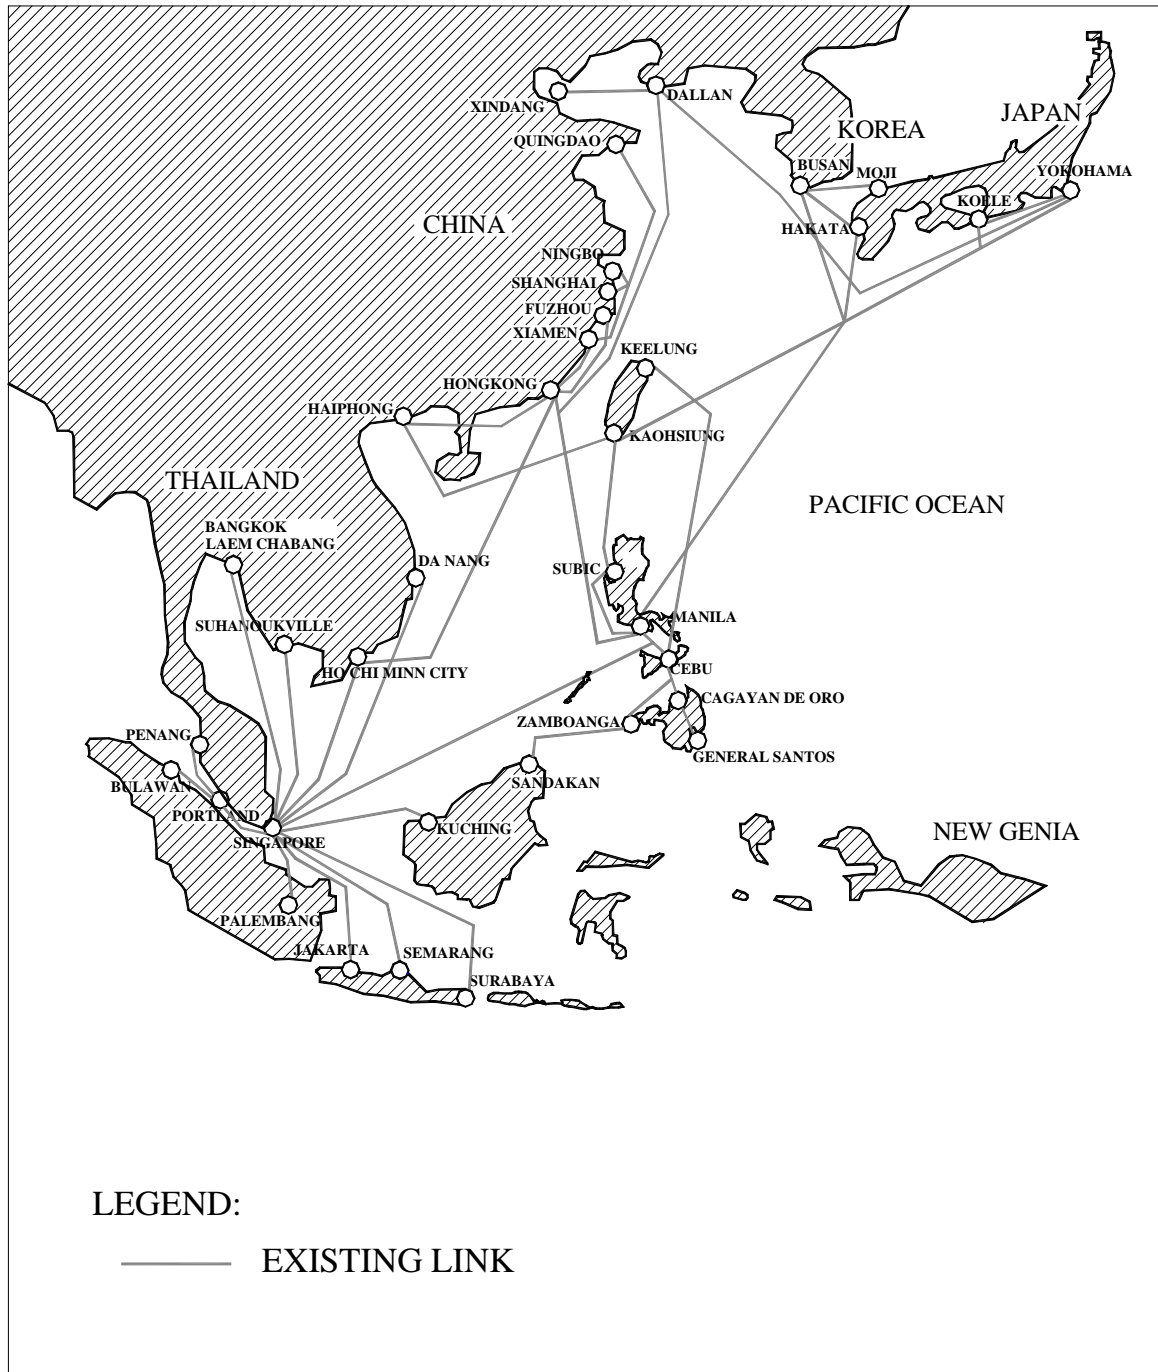 XINDANG
DALLAN
JAPAN
KOREA
QUINGDAO
BUSAN
MOJI
YOKOHAMA
KOELE
CHINA
HAKATA
NINGBO
SHANGHAI
FUZHOU
XIAMEN
KEELUNG
HONGKONG
HAIPHONG
KAOHSIUNG
THAILAND
PACIFIC OCEAN
BANGKOK
LAEM CHABANG
DA NANG
SUBIC
SUHANOUKVILLE
MANILA
HO CHI MINN CITY
CEBU
CAGAYAN DE ORO
ZAMBOANGA
PENANG
GENERAL SANTOS
BULAWAN
SANDAKAN
PORTLAND
KUCHING
NEW GENIA
SINGAPORE
PALEMBANG
JAKARTA
SEMARANG
SURABAYA
LEGEND:
EXISTING LINK